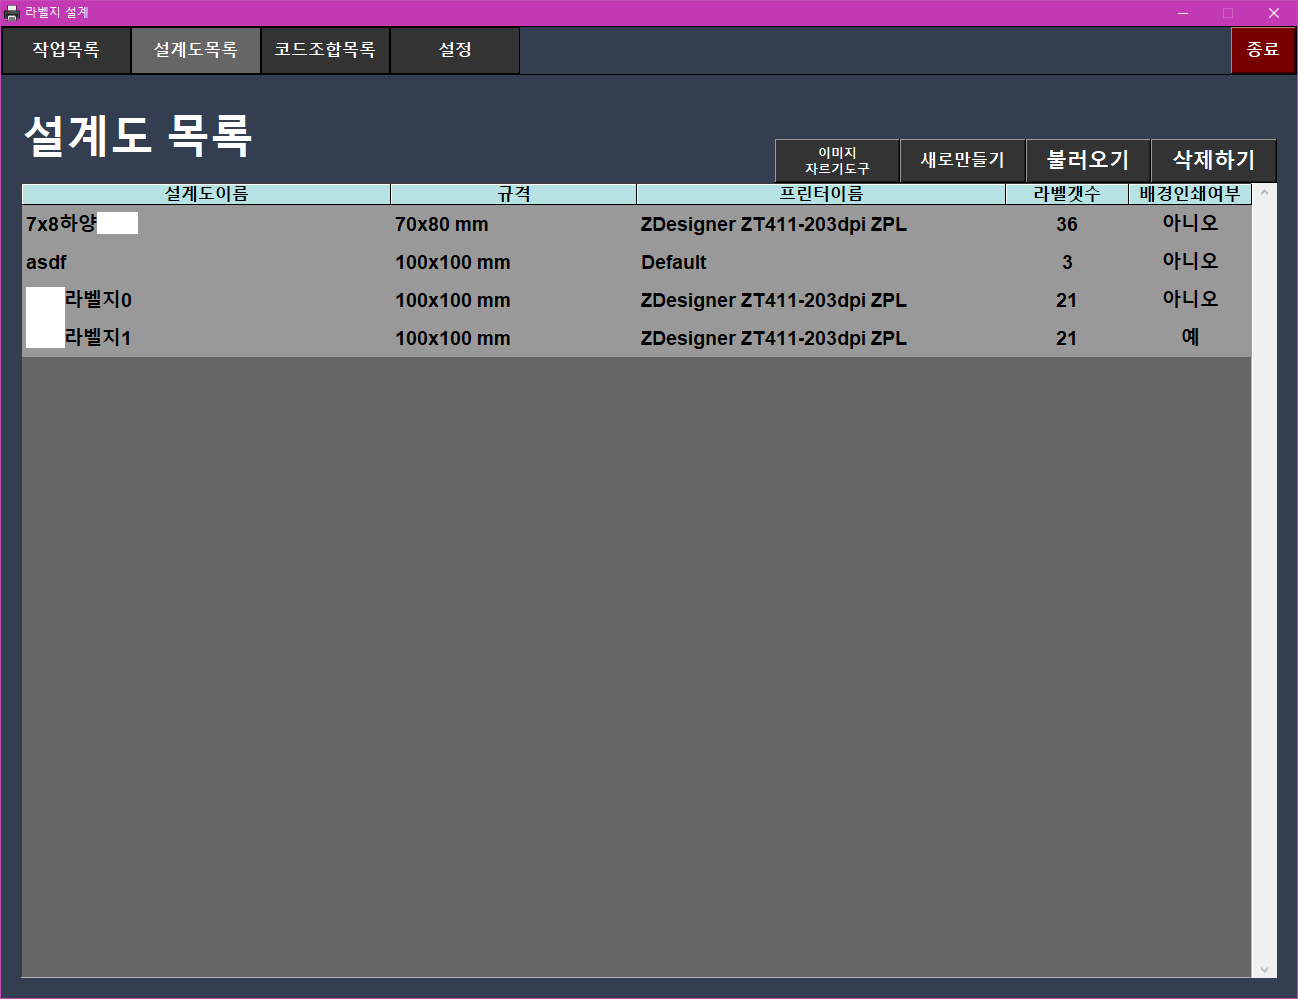 라벨지 설계
작업목록 설계도목록 코드조합목록 설정 종료
설계도 목록
이미지
자르기도구
새로만들기 불러오기 삭제하기
설계도이름 규격 프린터이름 라벨갯수 배경인쇄여부
7x8하양 70x80 mm ZDesigner ZT411-203dpi ZPL 36 아니오
asdf 100x100 mm Default 3 아니오
라벨지0 100x100 mm ZDesigner ZT411-203dpi ZPL 21 아니오
라벨지1 100x100 mm ZDesigner ZT411-203dpi ZPL 21 예